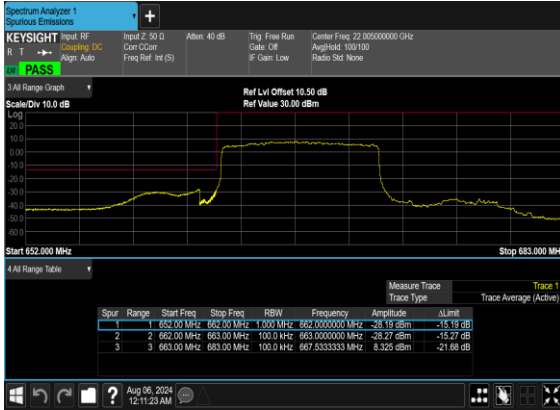 Spectrum Analyzer 1
Spurious Emissions
+
KEYSIGHT Input: RF Input Z: 50 Ω Atten: 40 dB Trig: Free Run Center Freq: 22.005000000 GHz
R T Coupling: DC Corr CCorr Gate: Off Avg|Hold: 100/100
Align: Auto Freq Ref: Int (S) IF Gain: Low Radio Std: None
PASS
3 All Range Graph
Ref Lvl Offset 10.50 dB
Scale/Div 10.0 dB Ref Value 30.00 dBm
Log
20.0
10.0
0.00
-10.0
-20.0
-30.0
-40.0
-50.0
-60.0
Start 652.000 MHz Stop 683.000 MH
4 All Range Table
Measure Trace Trace 1
Trace Type Trace Average (Active)
Spur Range Start Freq Stop Freq RBW Frequency Amplitude ΔLimit
1 1 652.00 MHz 662.00 MHz 1.000 MHz 662.0000000 MHz -28.19 dBm -15.19 dB
2 2 662.00 MHz 663.00 MHz 100.0 kHz 663.0000000 MHz -28.27 dBm -15.27 dB
3 3 663.00 MHz 683.00 MHz 100.0 kHz 667.5333333 MHz 8.325 dBm -21.68 dB
?
Aug 06, 2024
12:11:23 AM